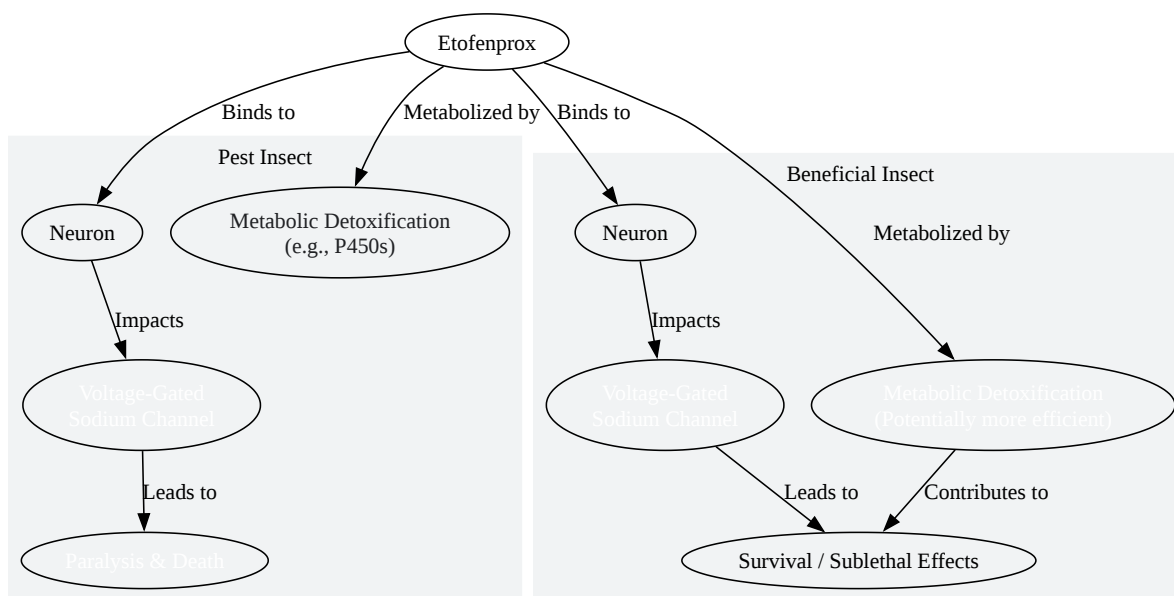 Etofenprox
Binds to
Metabolized by
Binds to
Pest Insect
Beneficial Insect
Neuron
Metabolic Detoxification
(e.g., P450s)
Neuron
Metabolized by
Impacts
Impacts
Voltage-Gated
Sodium Channel
Voltage-Gated
Sodium Channel
Metabolic Detoxification
(Potentially more efficient)
Leads to
Leads to
Contributes to
Paralysis & Death
Survival / Sublethal Effects